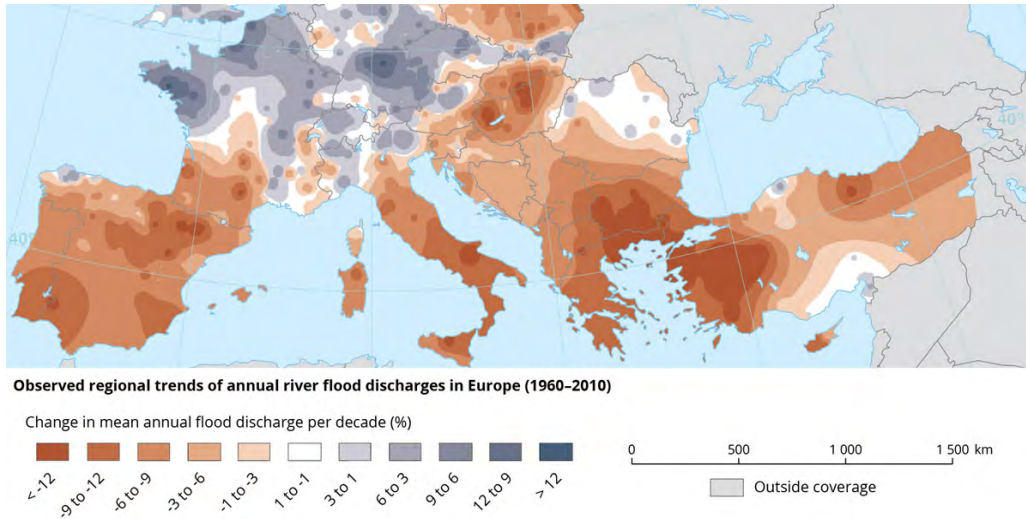 40°
40°
Observed regional trends of annual river flood discharges in Europe (1960–2010)
Change in mean annual flood discharge per decade (%)
< -12
-9 to -12
-6 to -9
-3 to -6
-1 to -3
1 to -1
3 to 1
6 to 3
9 to 6
12 to 9
> 12
0 500 1 000 1 500 km
Outside coverage